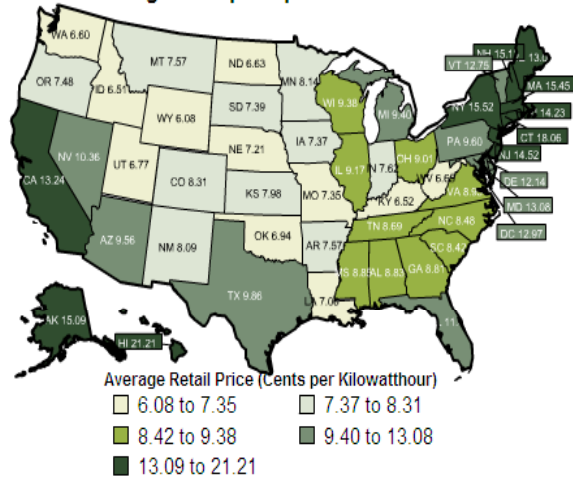 WA 6.60
MT 7.57
ND 6.63
MN 8.14
VT 12.75
OR 7.48
ID 6.51
SD 7.39
WI 9.38
MI 9.40
NY 15.52
MA 15.45
WY 6.08
14.23
NV 10.36
NE 7.21
IA 7.37
PA 9.60
CT 18.06
CA 13.24
UT 6.77
CO 8.31
IL 9.17
IN 7.62
OH 9.01
NJ 14.52
KS 7.98
MO 7.35
KY 6.52
WV 6.65
DE 12.14
MD 13.08
DC 12.97
AZ 9.56
NM 8.09
OK 6.94
AR 7.57
TN 8.69
NC 8.48
SC 8.42
TX 9.86
AL 8.83
GA 8.81
AK 15.09
HI 21.21
Average Retail Price (Cents per Kilowatthour)
6.08 to 7.35 7.37 to 8.31
8.42 to 9.38 9.40 to 13.08
13.09 to 21.21